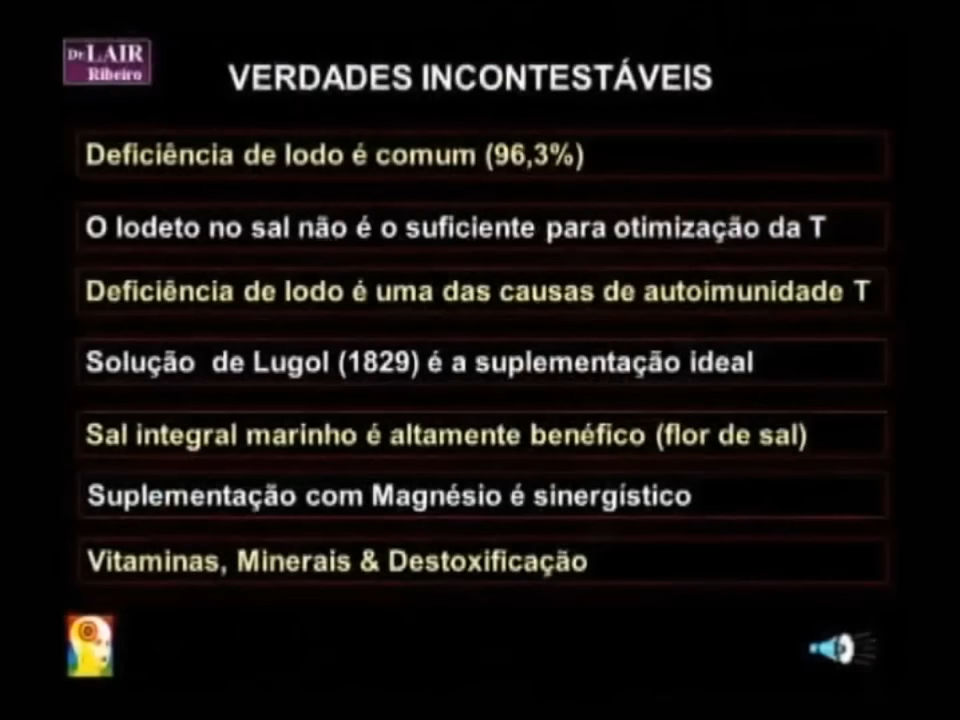 Dr LAIR
Ribeiro
VERDADES INCONTESTÁVEIS
Deficiência de Iodo é comum (96,3%)
O Iodeto no sal não é o suficiente para otimização da T
Deficiência de Iodo é uma das causas de autoimunidade T
Solução de Lugol (1829) é a suplementação ideal
Sal integral marinho é altamente benéfico (flor de sal)
Suplementação com Magnésio é sinergístico
Vitaminas, Minerais & Destoxificação